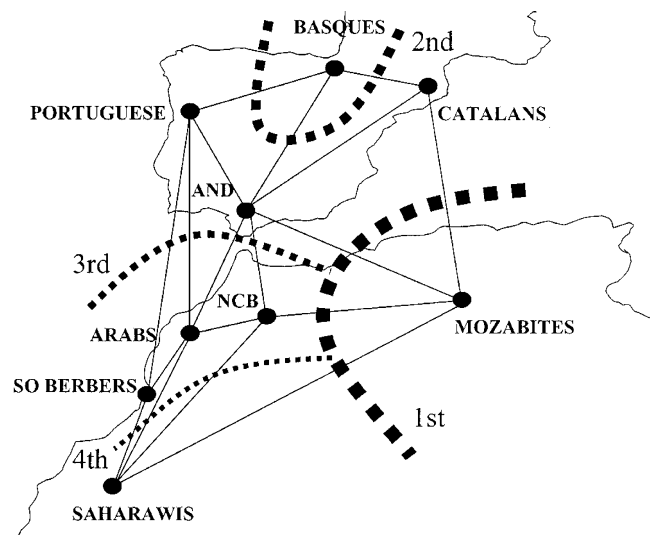 BASQUES
2nd
PORTUGUESE
CATALANS
AND
3rd
NCB
ARABS
MOZABITES
SO BERBERS
1st
4th
SAHARAWIS